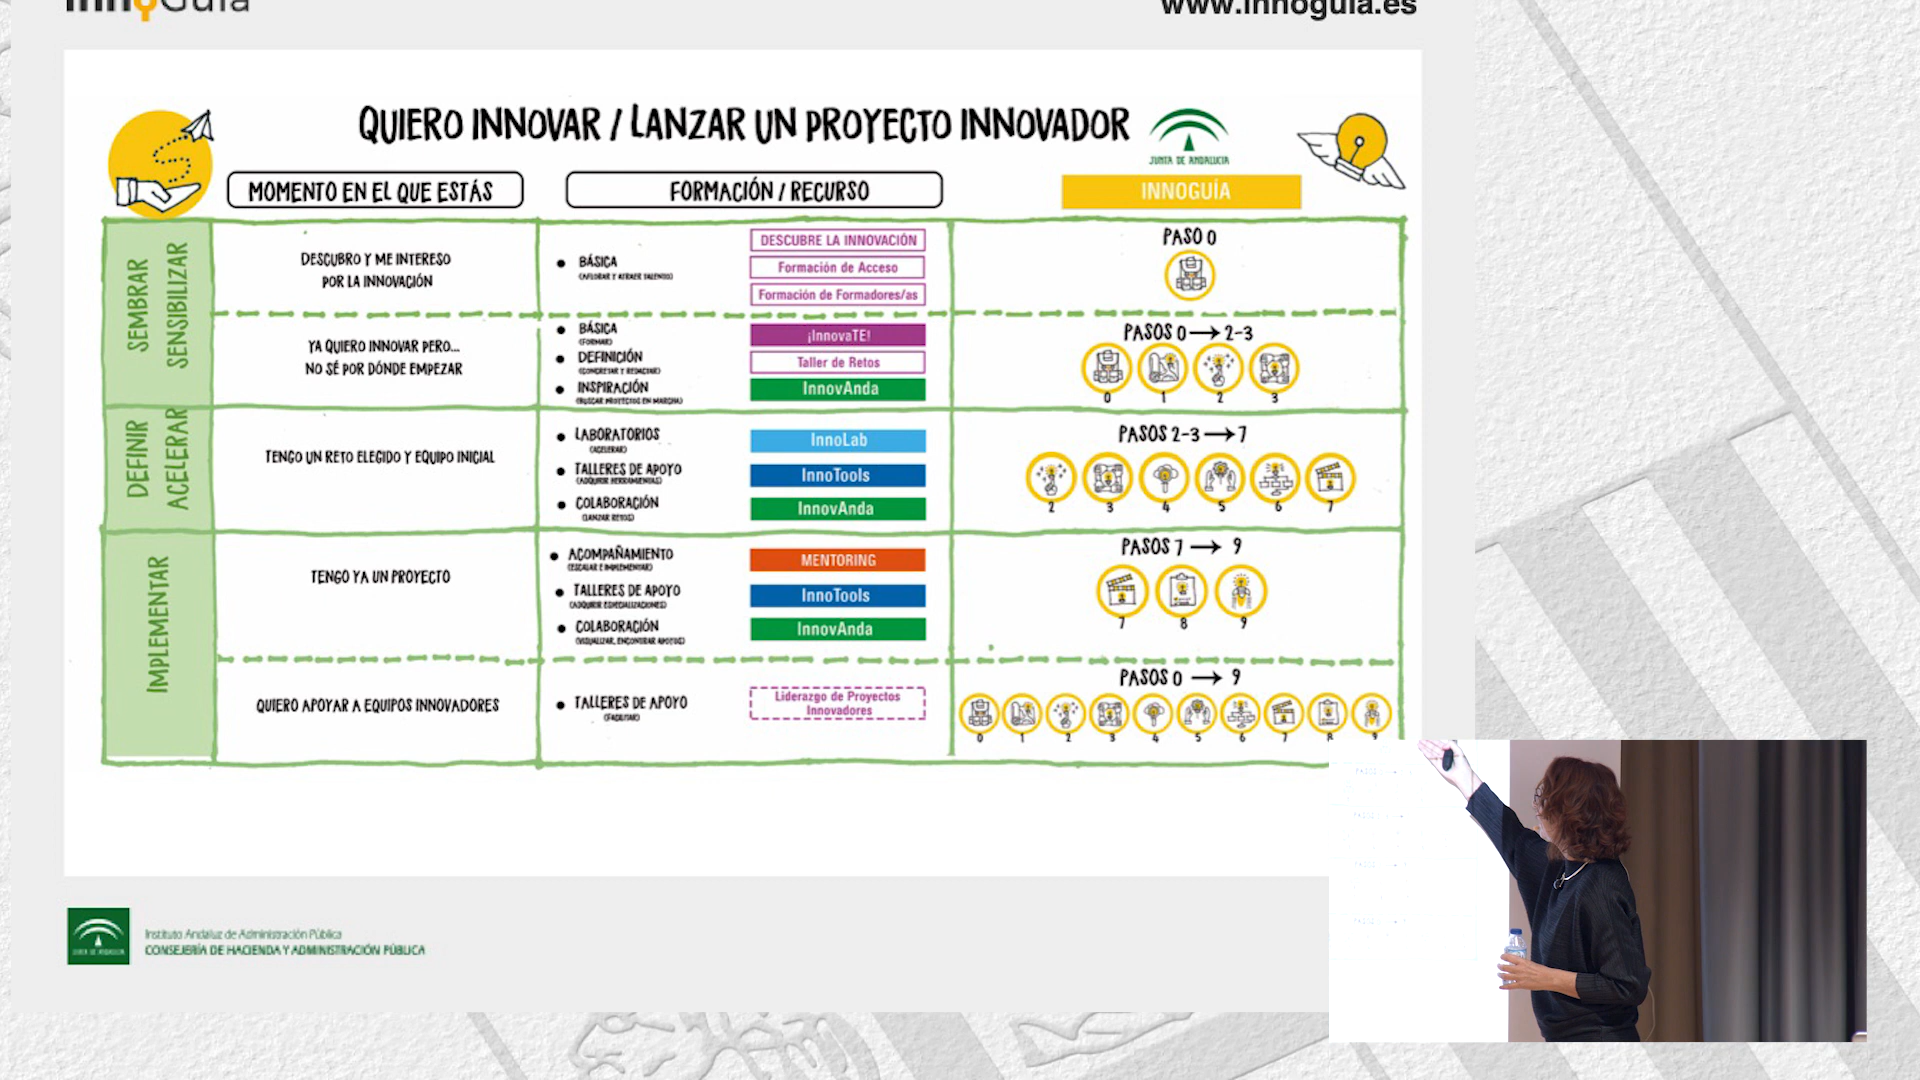 InnoGuía
www.innoguia.es
QUIERO INNOVAR / LANZAR UN PROYECTO INNOVADOR
JUNTA DE ANDALUCIA
MOMENTO EN EL QUE ESTÁS
FORMACIÓN / RECURSO
INNOGUÍA
SEMBRAR
SENSIBILIZAR
DESCUBRO Y ME INTERESO
POR LA INNOVACIÓN
BÁSICA
(AFLORAR Y ATRAER TALENTOS)
DESCUBRE LA INNOVACIÓN
Formación de Acceso
Formación de Formadores/as
PASO 0
YA QUIERO INNOVAR PERO...
NO SÉ POR DÓNDE EMPEZAR
BÁSICA
(FORMAR)
DEFINICIÓN
(CONCRETAR Y REDACTAR)
INSPIRACIÓN
(BUSCAR PROYECTOS EN MARCHA)
¡InnovaTE!
Taller de Retos
InnovAnda
PASOS 0 → 2-3
0 1 2 3
DEFINIR
ACELERAR
TENGO UN RETO ELEGIDO Y EQUIPO INICIAL
LABORATORIOS
(ACELERAR)
TALLERES DE APOYO
(ADQUIRIR HERRAMIENTAS)
COLABORACIÓN
(LANZAR RETOS)
InnoLab
InnoTools
InnovAnda
PASOS 2-3 → 7
2 3 4 5 6 7
IMPLEMENTAR
TENGO YA UN PROYECTO
ACOMPAÑAMIENTO
(ESCALAR E IMPLEMENTAR)
TALLERES DE APOYO
(ADQUIRIR ESPECIALIZACIONES)
COLABORACIÓN
(VISUALIZAR, ENCONTRAR APOYOS)
MENTORING
InnoTools
InnovAnda
PASOS 7 → 9
7 8 9
QUIERO APOYAR A EQUIPOS INNOVADORES
TALLERES DE APOYO
(FACILITAR)
Liderazgo de Proyectos
Innovadores
PASOS 0 → 9
0 1 2 3 4 5 6 7 8 9
JUNTA DE ANDALUCIA
Instituto Andaluz de Administración Pública
CONSEJERÍA DE HACIENDA Y ADMINISTRACIÓN PÚBLICA